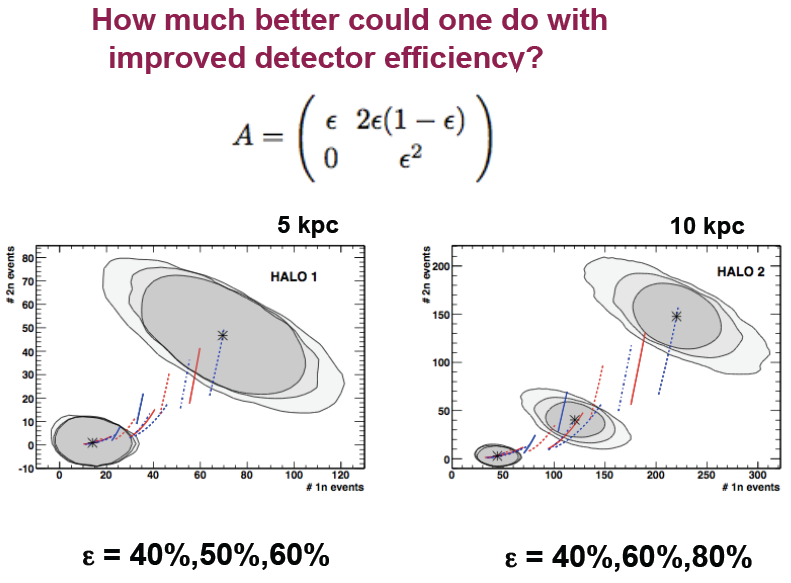 How much better could one do with
improved detector efficiency?
A = ( ϵ 2ϵ(1 − ϵ)
0 ϵ² )
5 kpc
10 kpc
# 2n events
80
70
60
50
40
30
20
10
0
-10
HALO 1
0 20 40 60 80 100 120
# 1n events
# 2n events
200
150
100
50
0
HALO 2
0 50 100 150 200 250 300
# 1n events
ε = 40%,50%,60%
ε = 40%,60%,80%